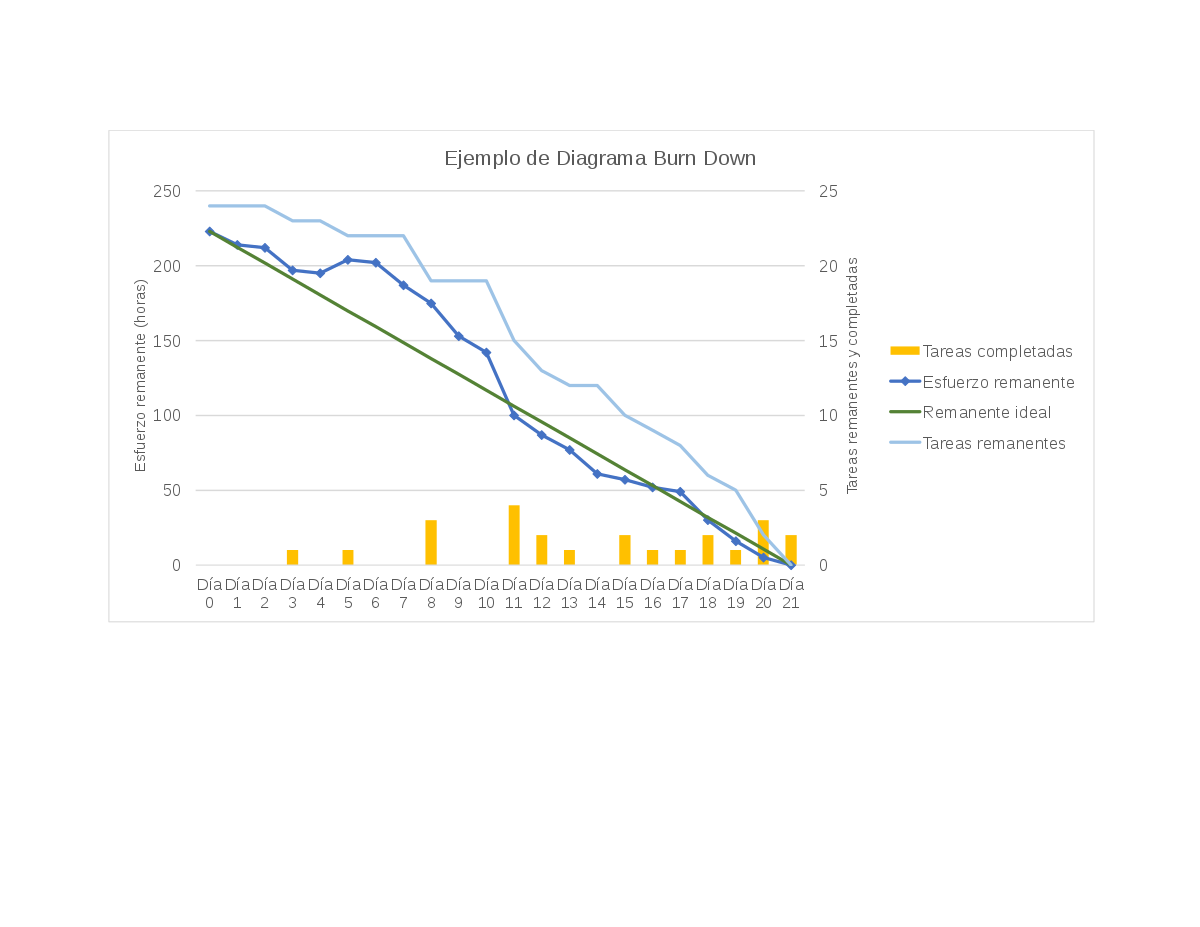 Ejemplo de Diagrama Burn Down
250
200
150
100
50
0
Esfuerzo remanente (horas)
25
20
15
10
5
0
Tareas remanentes y completadas
Día 0
Día 1
Día 2
Día 3
Día 4
Día 5
Día 6
Día 7
Día 8
Día 9
Día 10
Día 11
Día 12
Día 13
Día 14
Día 15
Día 16
Día 17
Día 18
Día 19
Día 20
Día 21
Tareas completadas
Esfuerzo remanente
Remanente ideal
Tareas remanentes